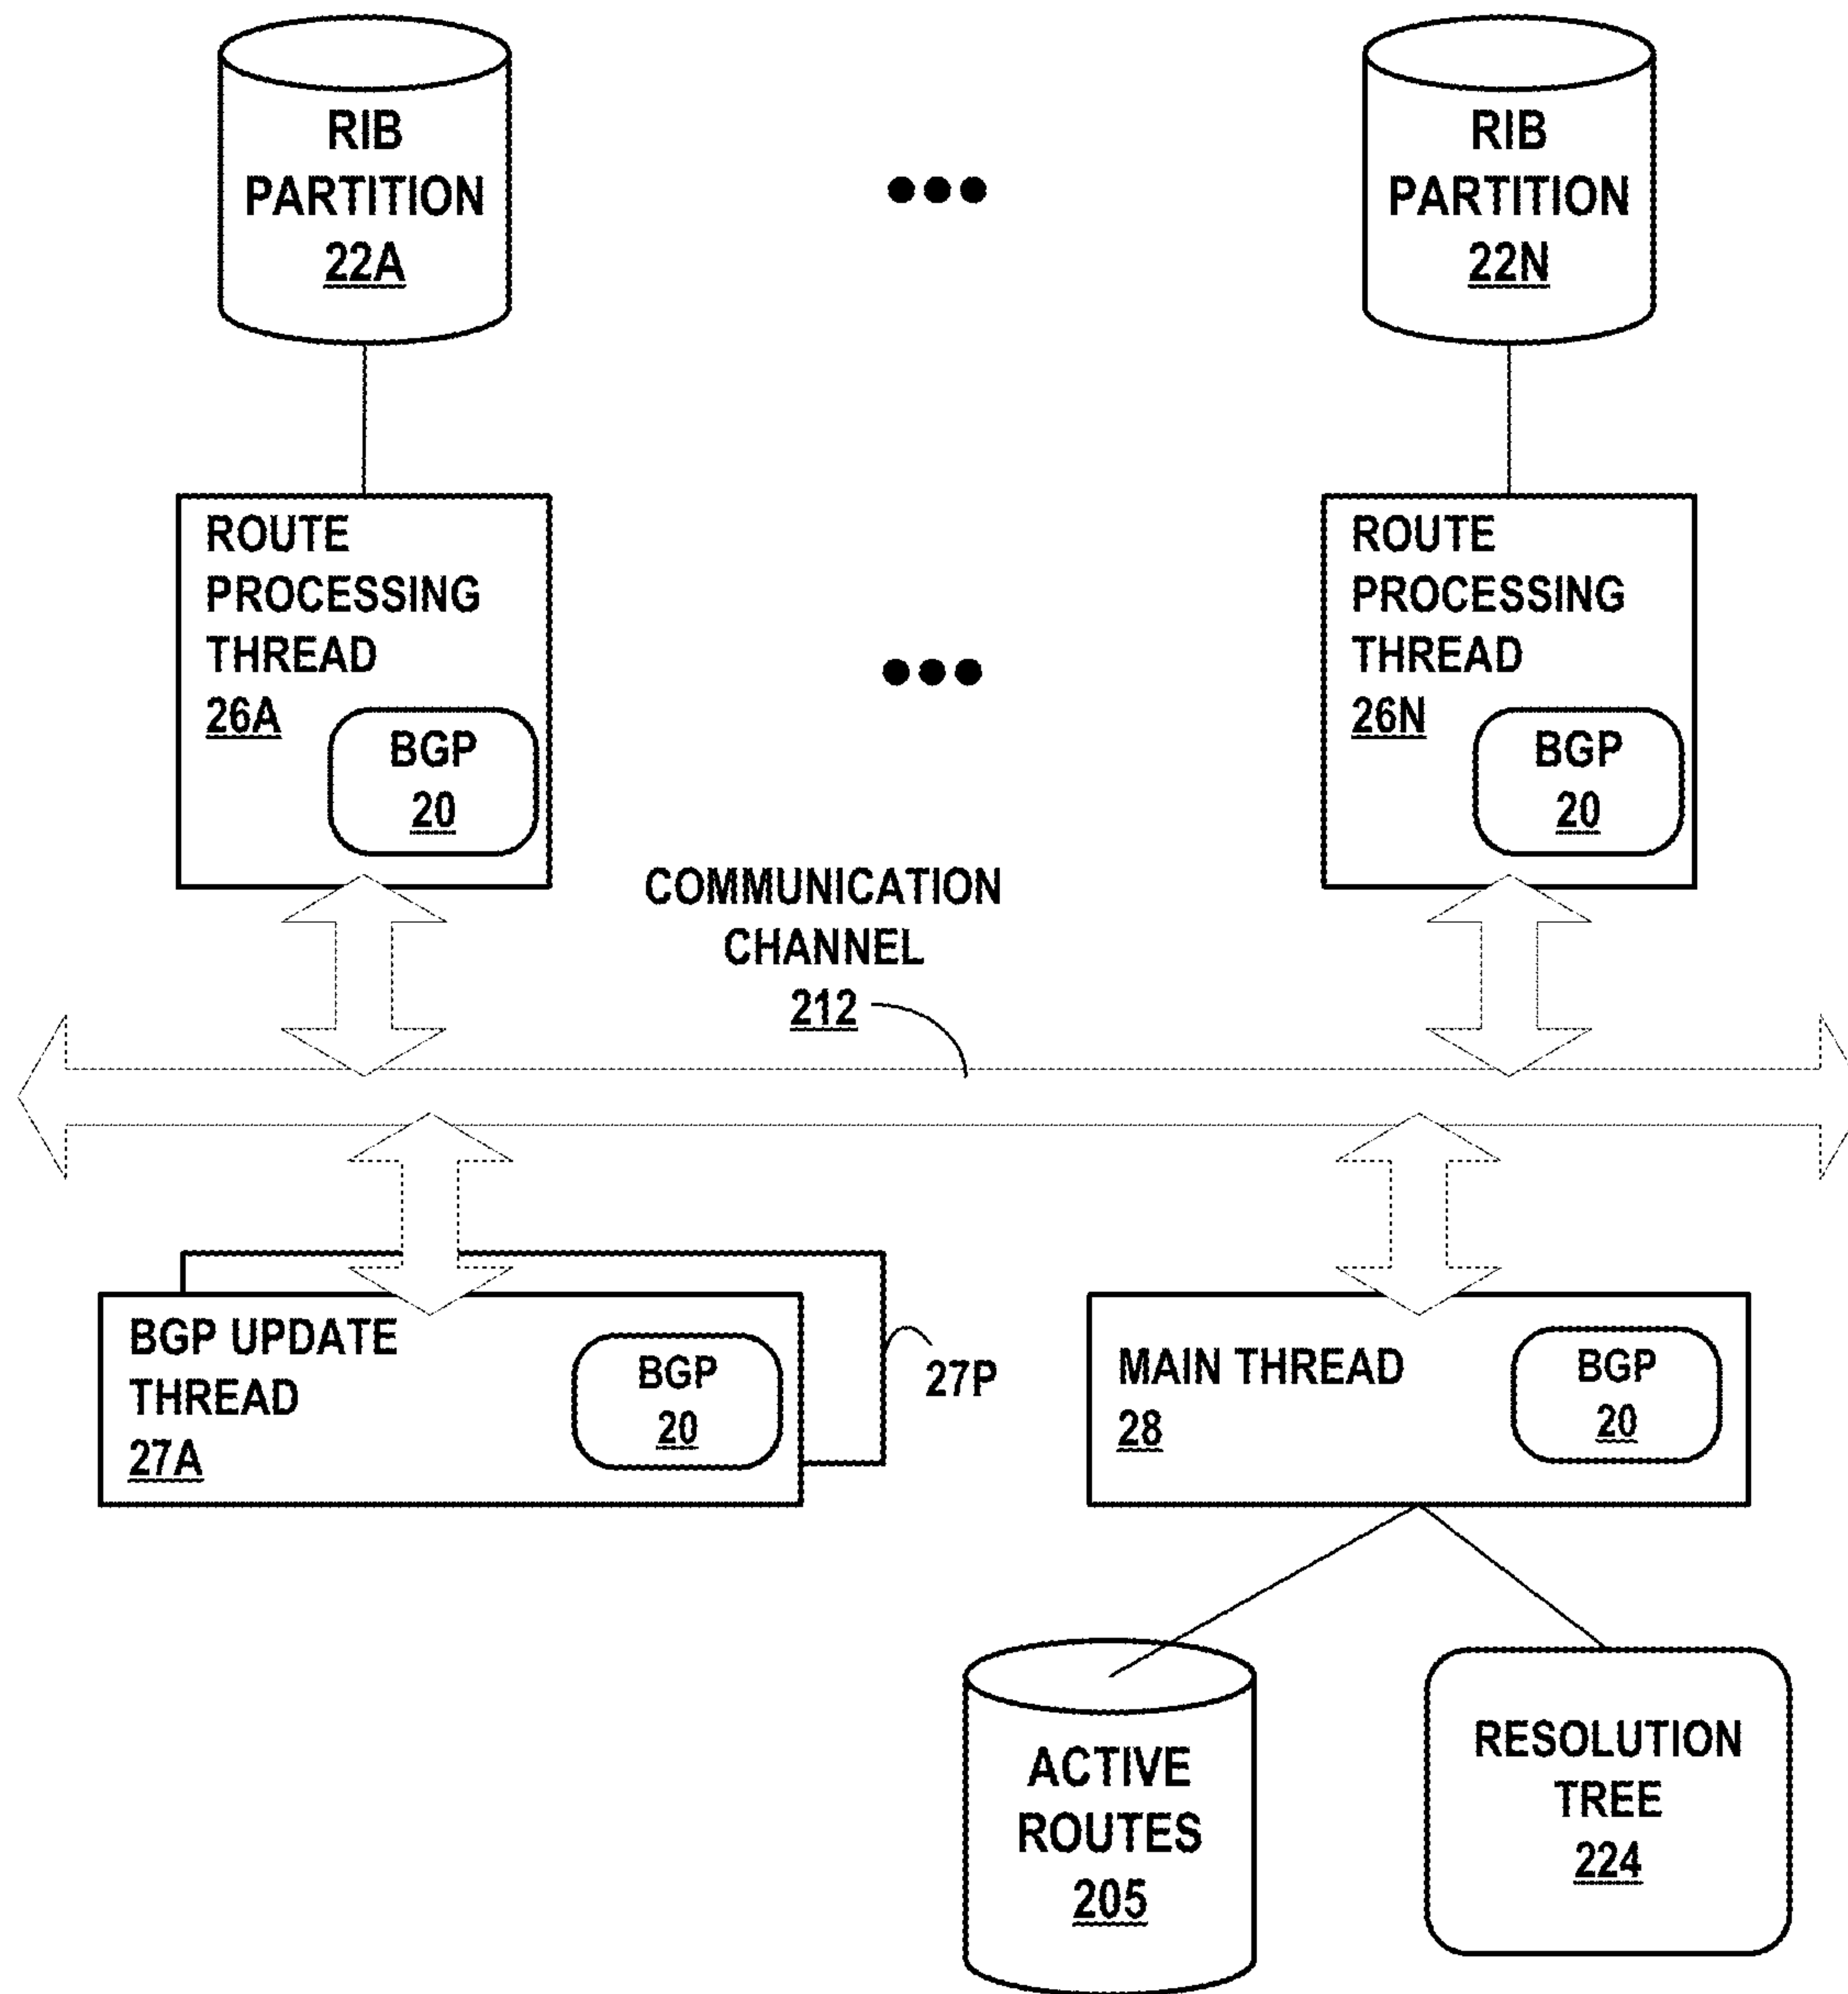 RIB
PARTITION
22A
RIB
PARTITION
22N
ROUTE
PROCESSING
THREAD
26A
BGP
20
ROUTE
PROCESSING
THREAD
26N
BGP
20
COMMUNICATION
CHANNEL
212
BGP UPDATE
THREAD
27A
BGP
20
27P
MAIN THREAD
28
BGP
20
ACTIVE
ROUTES
205
RESOLUTION
TREE
224